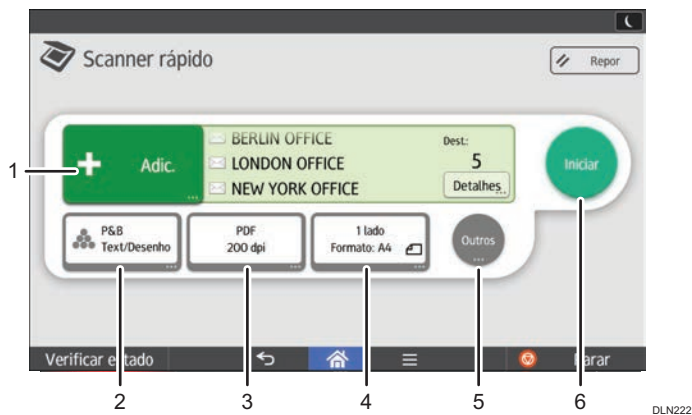 Scanner rápido
Repor
1
Adic.
BERLIN OFFICE
LONDON OFFICE
NEW YORK OFFICE
Dest.:
5
Detalhes
Iniciar
P&B
Text/Desenho
PDF
200 dpi
1 lado
Formato: A4
Outros
Verificar estado
Parar
2
3
4
5
6
DLN222